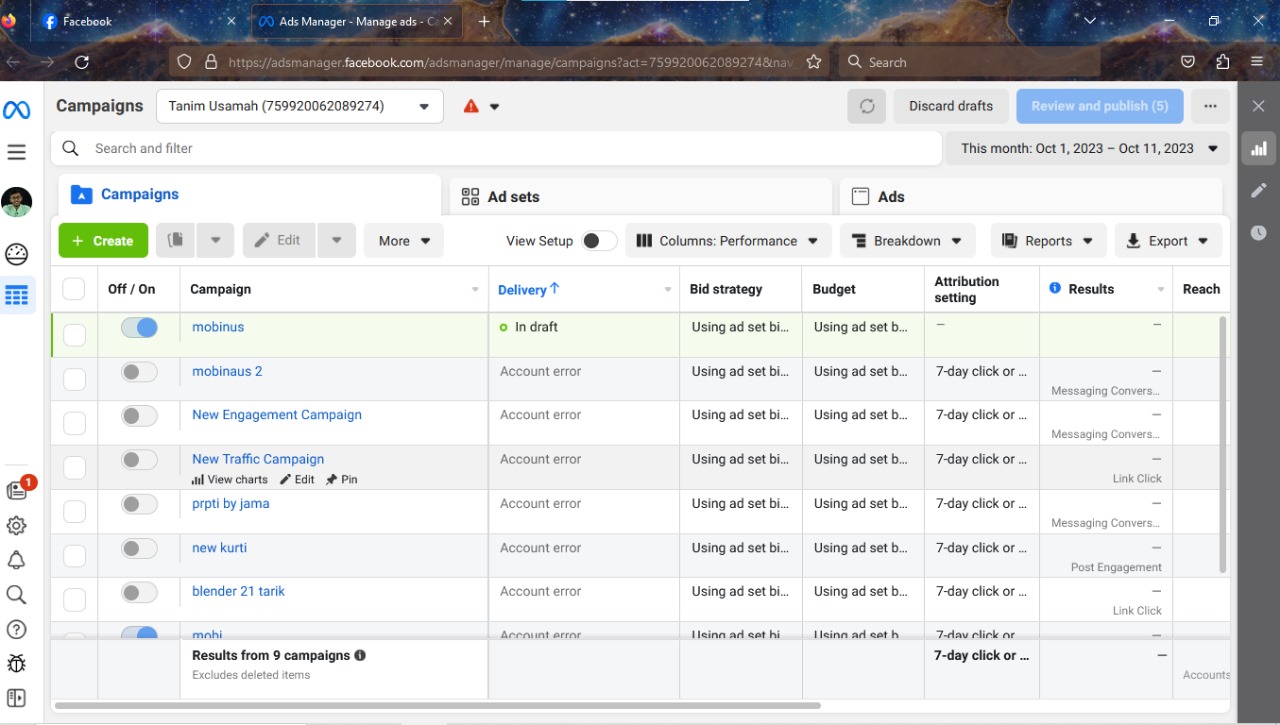 Facebook
Ads Manager - Manage ads - Ca
https://adsmanager.facebook.com/adsmanager/manage/campaigns?act=759920062089274&nav
Search
Campaigns
Tanim Usamah (759920062089274)
Discard drafts
Review and publish (5)
Search and filter
This month: Oct 1, 2023 – Oct 11, 2023
Campaigns
Ad sets
Ads
+ Create
Edit
More
View Setup
Columns: Performance
Breakdown
Reports
Export
Off / On
Campaign
Delivery ↑
Bid strategy
Budget
Attribution setting
Results
Reach
mobinus
In draft
Using ad set bi...
Using ad set b...
—
—
mobinaus 2
Account error
Using ad set bi...
Using ad set b...
7-day click or ...
—
Messaging Convers...
New Engagement Campaign
Account error
Using ad set bi...
Using ad set b...
7-day click or ...
—
Messaging Convers...
New Traffic Campaign
Account error
Using ad set bi...
Using ad set b...
7-day click or ...
—
View charts
Edit
Pin
Link Click
prpti by jama
Account error
Using ad set bi...
Using ad set b...
7-day click or ...
—
Messaging Convers...
new kurti
Account error
Using ad set bi...
Using ad set b...
7-day click or ...
—
Post Engagement
blender 21 tarik
Account error
Using ad set bi...
Using ad set b...
7-day click or ...
—
Link Click
mobi
Account error
Using ad set bi...
Using ad set b...
7-day click or ...
—
Results from 9 campaigns
7-day click or ...
—
Excludes deleted items
Accounts
1